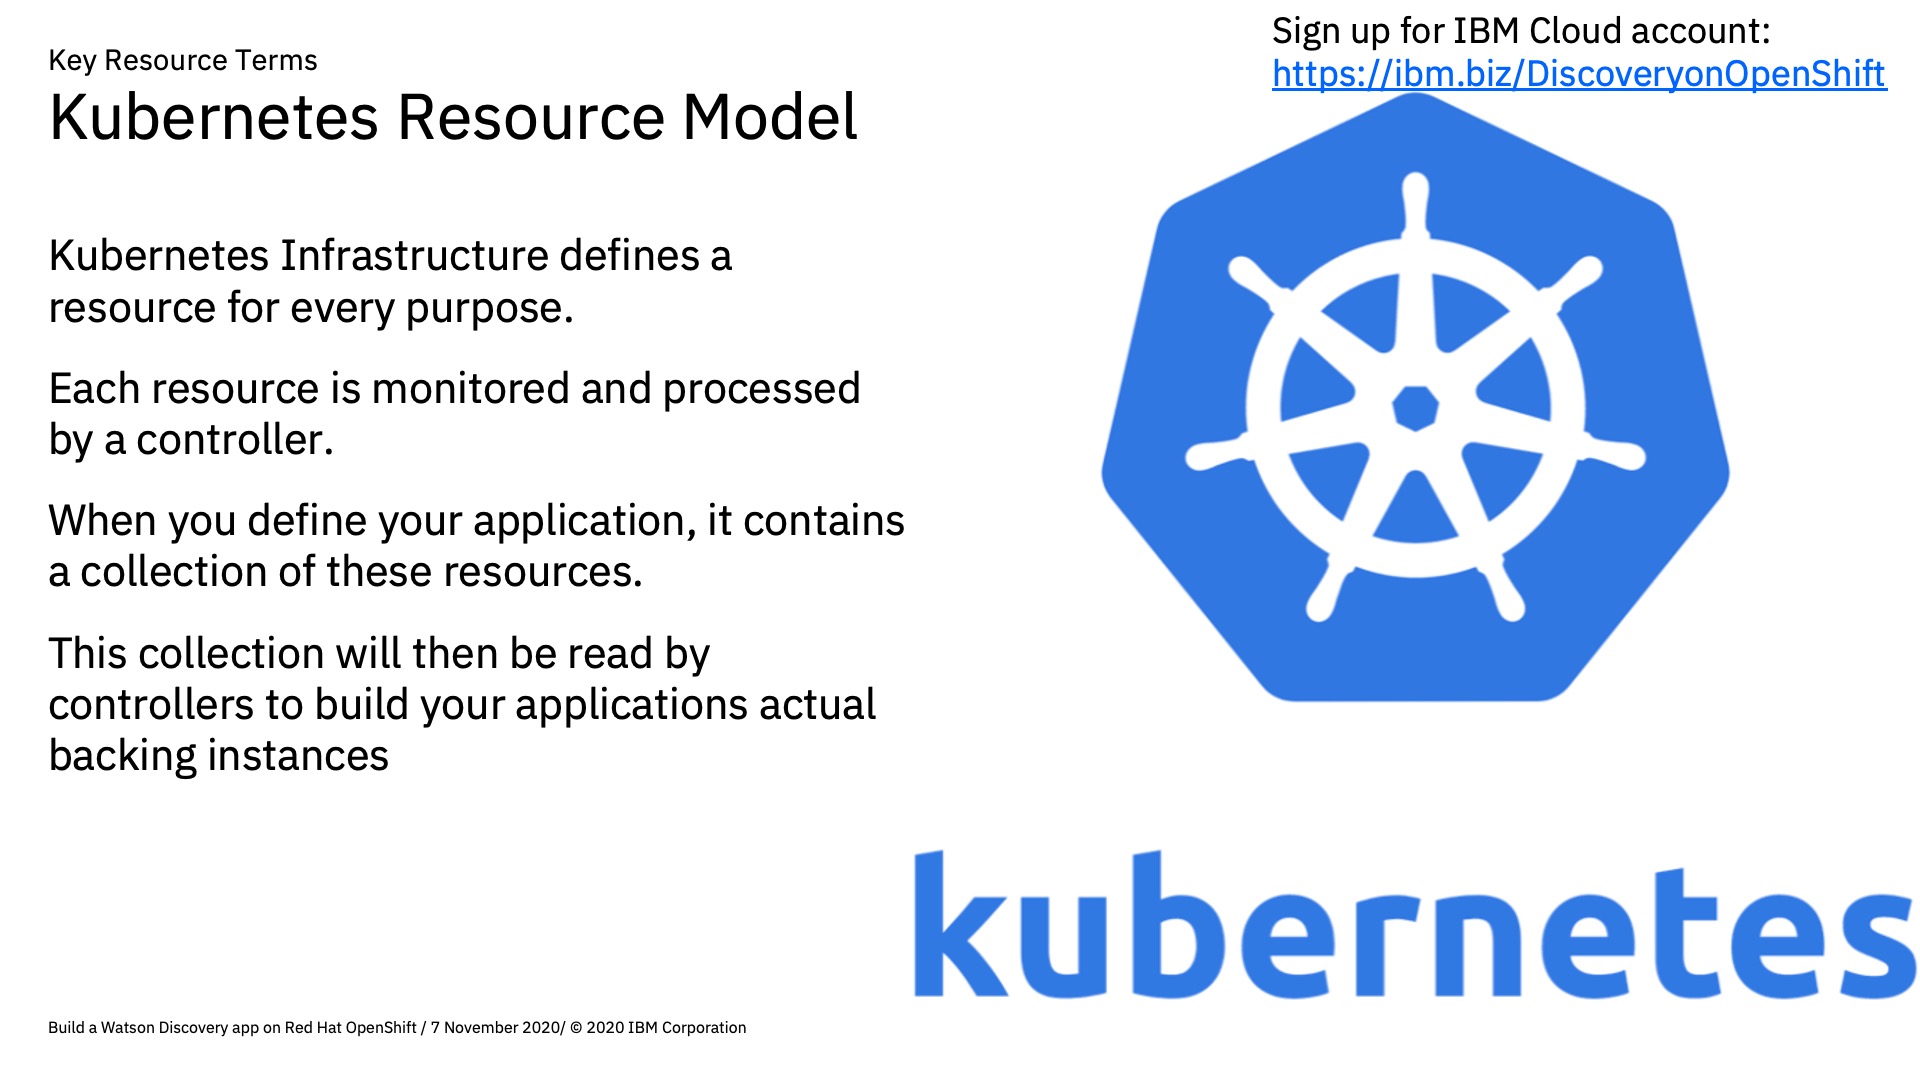 Key Resource Terms
Kubernetes Resource Model
Sign up for IBM Cloud account:
https://ibm.biz/DiscoveryonOpenShift
Kubernetes Infrastructure defines a
resource for every purpose.
Each resource is monitored and processed
by a controller.
When you define your application, it contains
a collection of these resources.
This collection will then be read by
controllers to build your applications actual
backing instances
kubernetes
Build a Watson Discovery app on Red Hat OpenShift / 7 November 2020/ © 2020 IBM Corporation